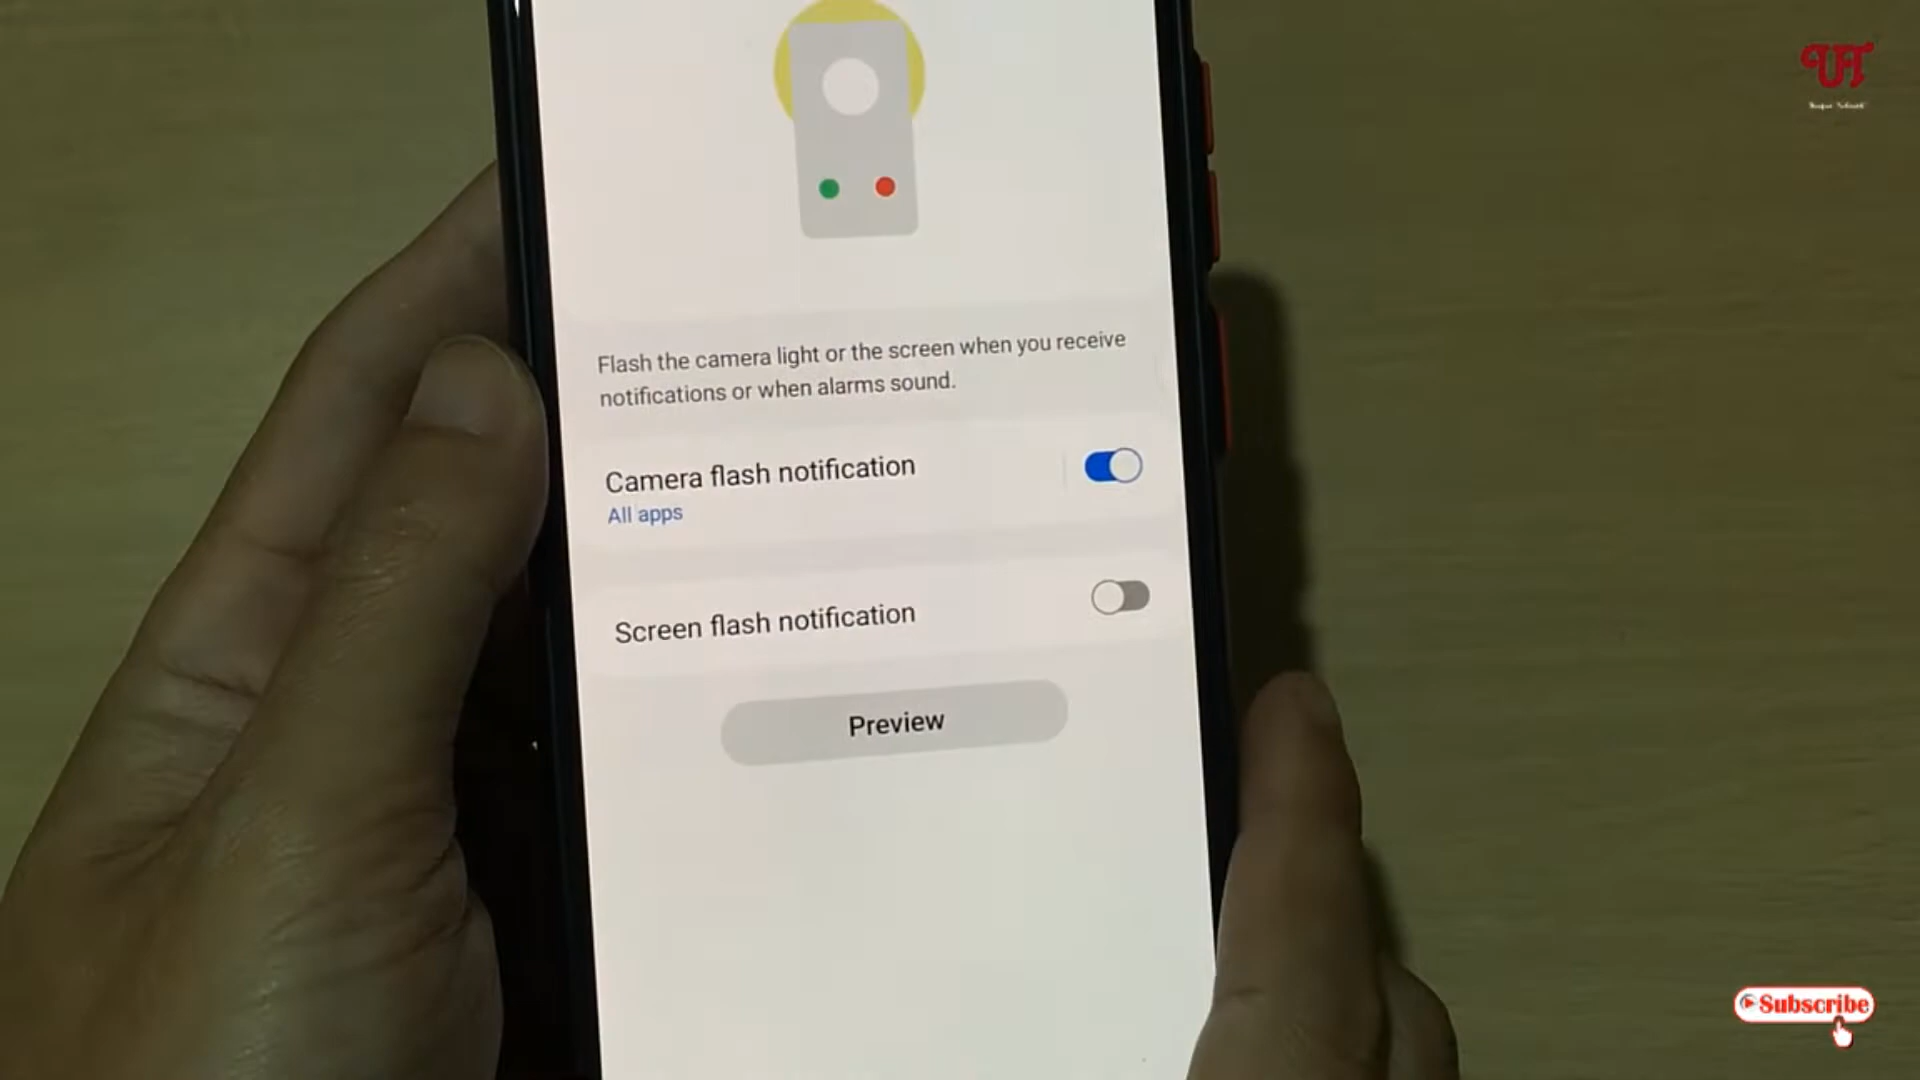 UT
Flash the camera light or the screen when you receive
notifications or when alarms sound.
Camera flash notification
All apps
Screen flash notification
Preview
Subscribe